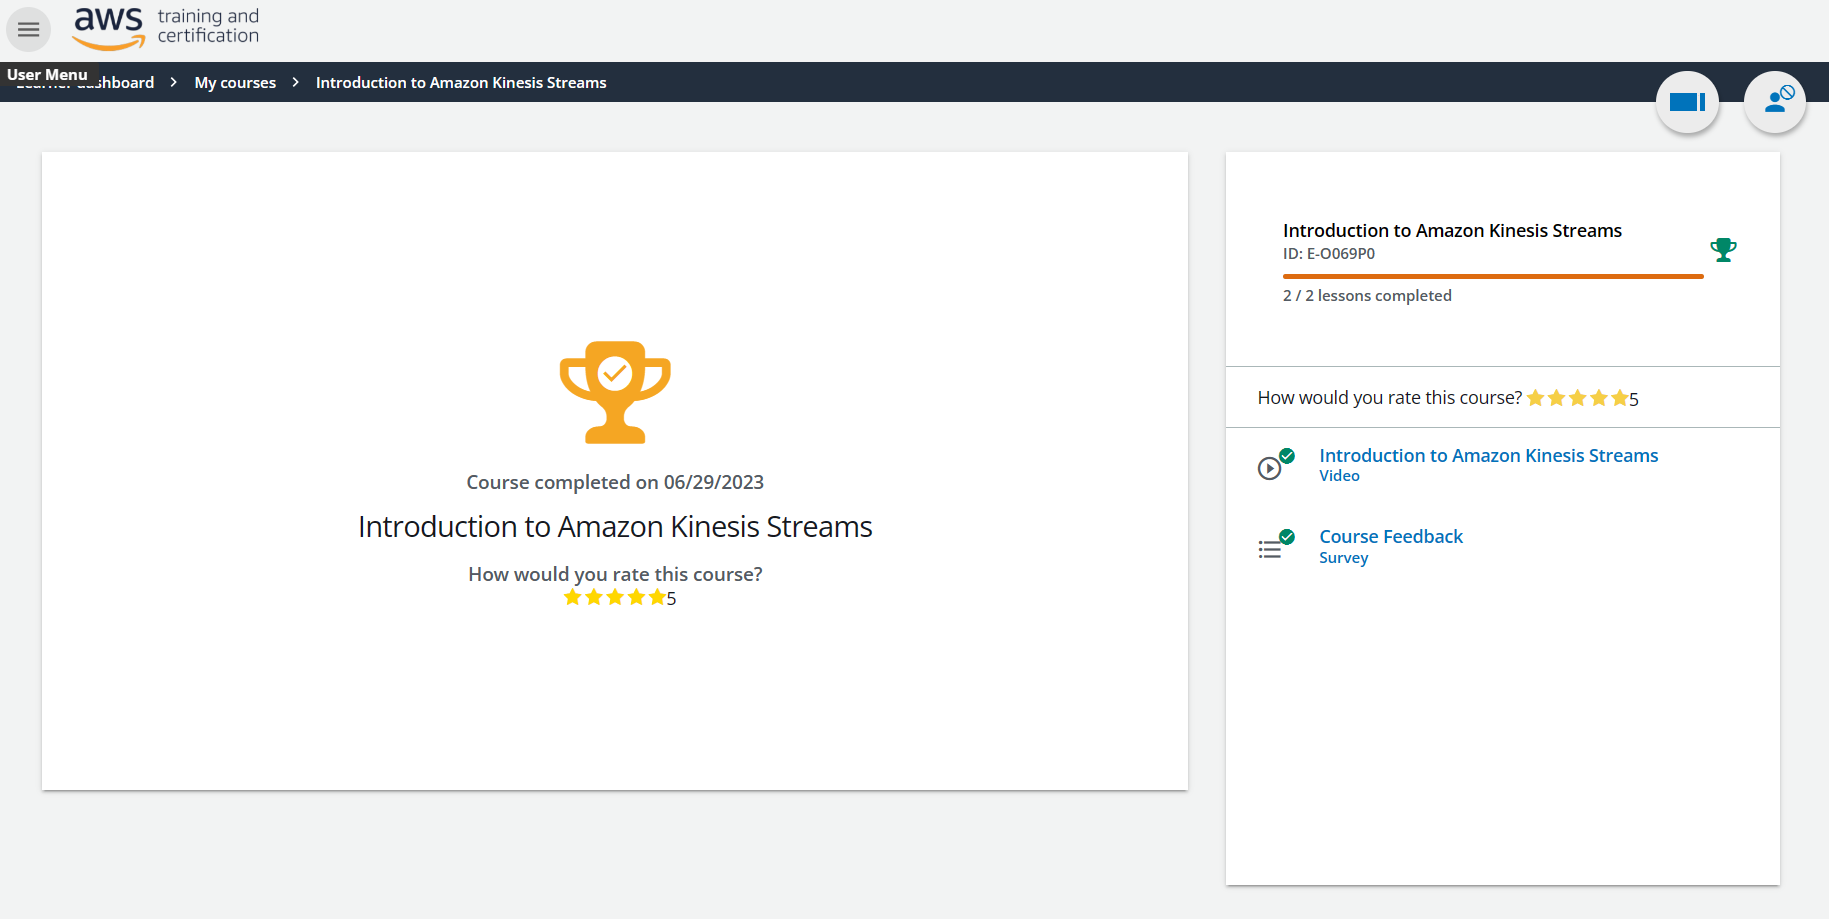 aws training and
certification
User Menu
dashboard > My courses > Introduction to Amazon Kinesis Streams
Course completed on 06/29/2023
Introduction to Amazon Kinesis Streams
How would you rate this course?
5
Introduction to Amazon Kinesis Streams
ID: E-O069P0
2 / 2 lessons completed
How would you rate this course? 5
Introduction to Amazon Kinesis Streams
Video
Course Feedback
Survey